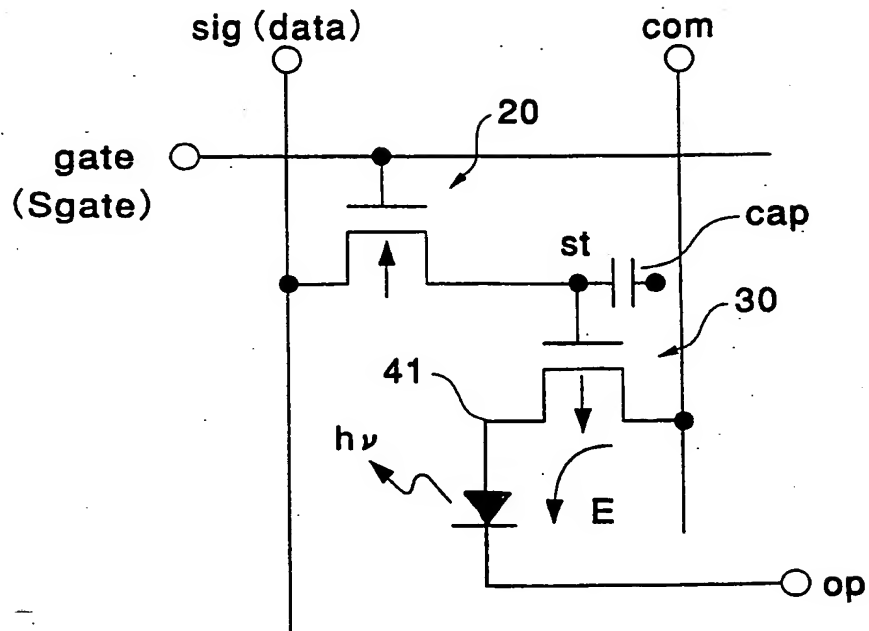 sig (data)
com
20
gate
(Sgate)
cap
st
30
41
hν
E
op